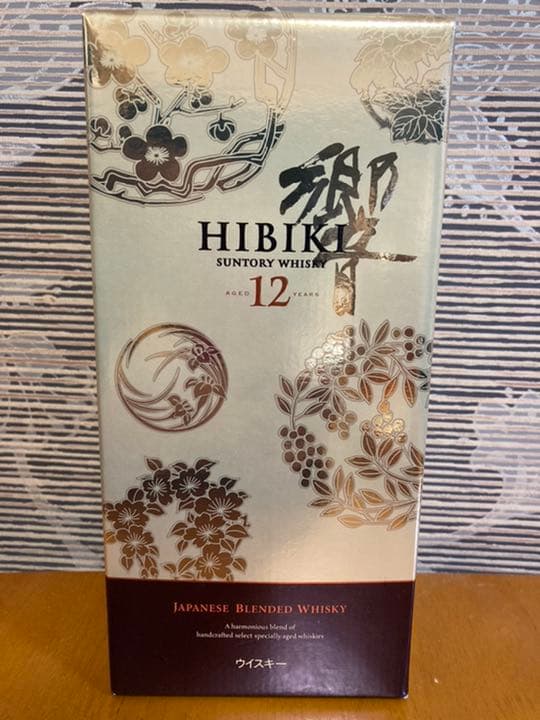 響
HIBIKI
SUNTORY WHISKY
AGED 12 YEARS
JAPANESE BLENDED WHISKY
A harmonious blend of
handcrafted select specially aged whiskies
ウイスキー